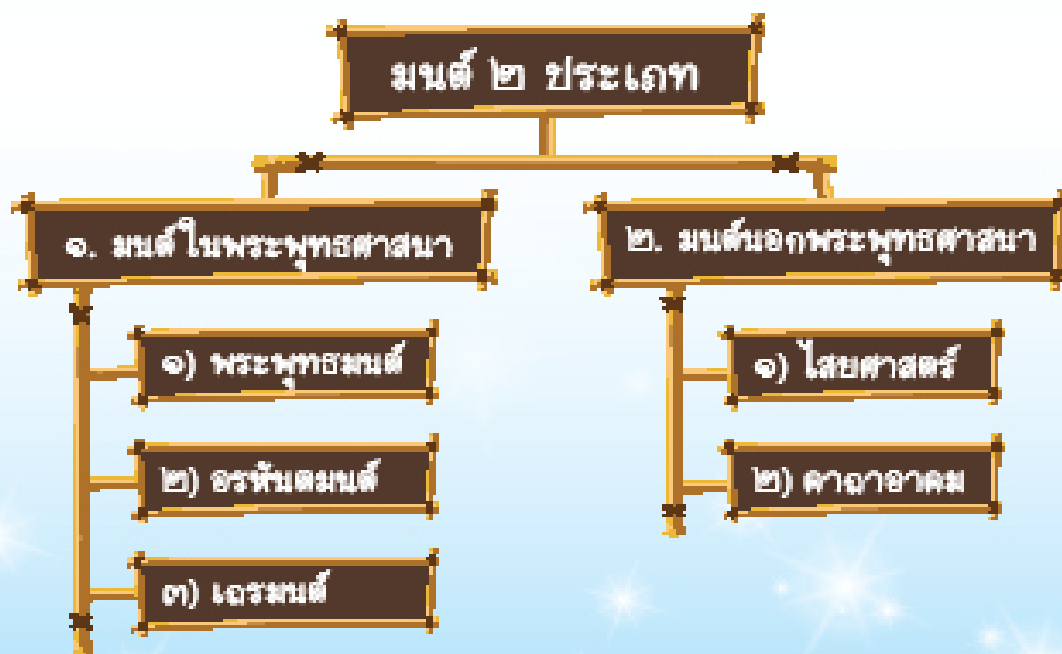 มนต์ ๒ ประเภท
๑. มนต์ในพระพุทธศาสนา
๑) พระพุทธมนต์
๒) อรหันตมนต์
๓) เถรมนต์
๒. มนต์นอกพระพุทธศาสนา
๑) ไสยศาสตร์
๒) คาถาอาคม